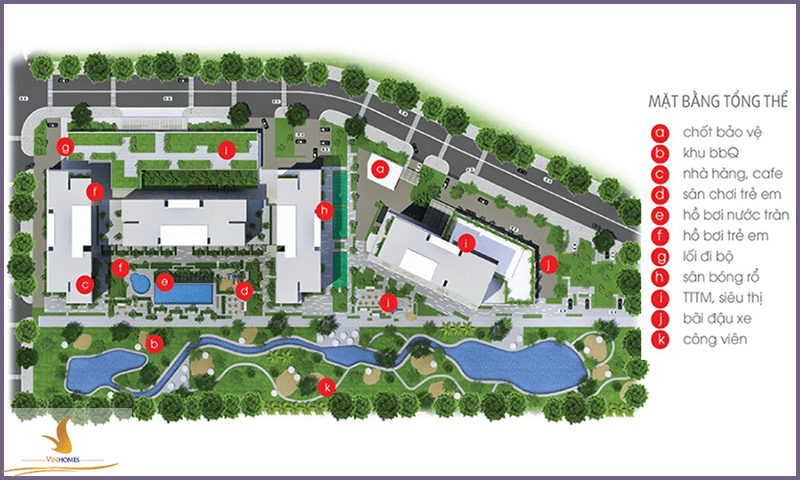 MẶT BẰNG TỔNG THỂ
a chốt bảo vệ
b khu bbQ
c nhà hàng, cafe
d sân chơi trẻ em
e hồ bơi nước tràn
f hồ bơi trẻ em
g lối đi bộ
h sân bóng rổ
i TTTM, siêu thị
j bãi đậu xe
k công viên
g
i
a
f
h
i
j
f
e
d
c
i
b
k
VINHOMES